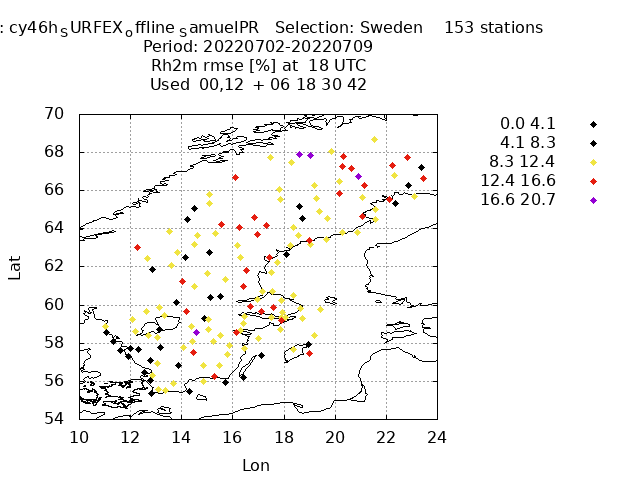 : cy46h_SURFEX_offline_SamuelPR Selection: Sweden 153 stations
Period: 20220702-20220709
Rh2m rmse [%] at 18 UTC
Used 00,12 + 06 18 30 42
70
68
66
64
62
60
58
56
54
10 12 14 16 18 20 22 24
Lat
Lon
0.0 4.1
4.1 8.3
8.3 12.4
12.4 16.6
16.6 20.7